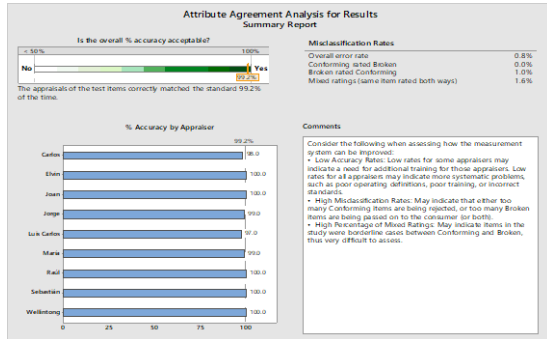 Attribute Agreement Analysis for Results
Summary Report
Is the overall % accuracy acceptable?
< 50% 100%
No Yes
99.2%
The appraisals of the test items correctly matched the standard 99.2%
of the time.
Misclassification Rates
Overall error rate 0.8%
Conforming rated Broken 0.0%
Broken rated Conforming 1.0%
Mixed ratings (same item rated both ways) 1.6%
% Accuracy by Appraiser
99.2%
Carlos 98.0
Elvin 100.0
Joan 100.0
Jorge 99.0
Luis Carlos 97.0
Maria 99.0
Raúl 100.0
Sebastián 100.0
Wellintong 100.0
0 25 50 75 100
Comments
Consider the following when assessing how the measurement
system can be improved:
• Low Accuracy Rates: Low rates for some appraisers may
indicate a need for additional training for those appraisers. Low
rates for all appraisers may indicate more systematic problems,
such as poor operating definitions, poor training, or incorrect
standards.
• High Misclassification Rates: May indicate that either too
many Conforming items are being rejected, or too many Broken
items are being passed on to the consumer (or both).
• High Percentage of Mixed Ratings: May indicate items in the
study were borderline cases between Conforming and Broken,
thus very difficult to assess.